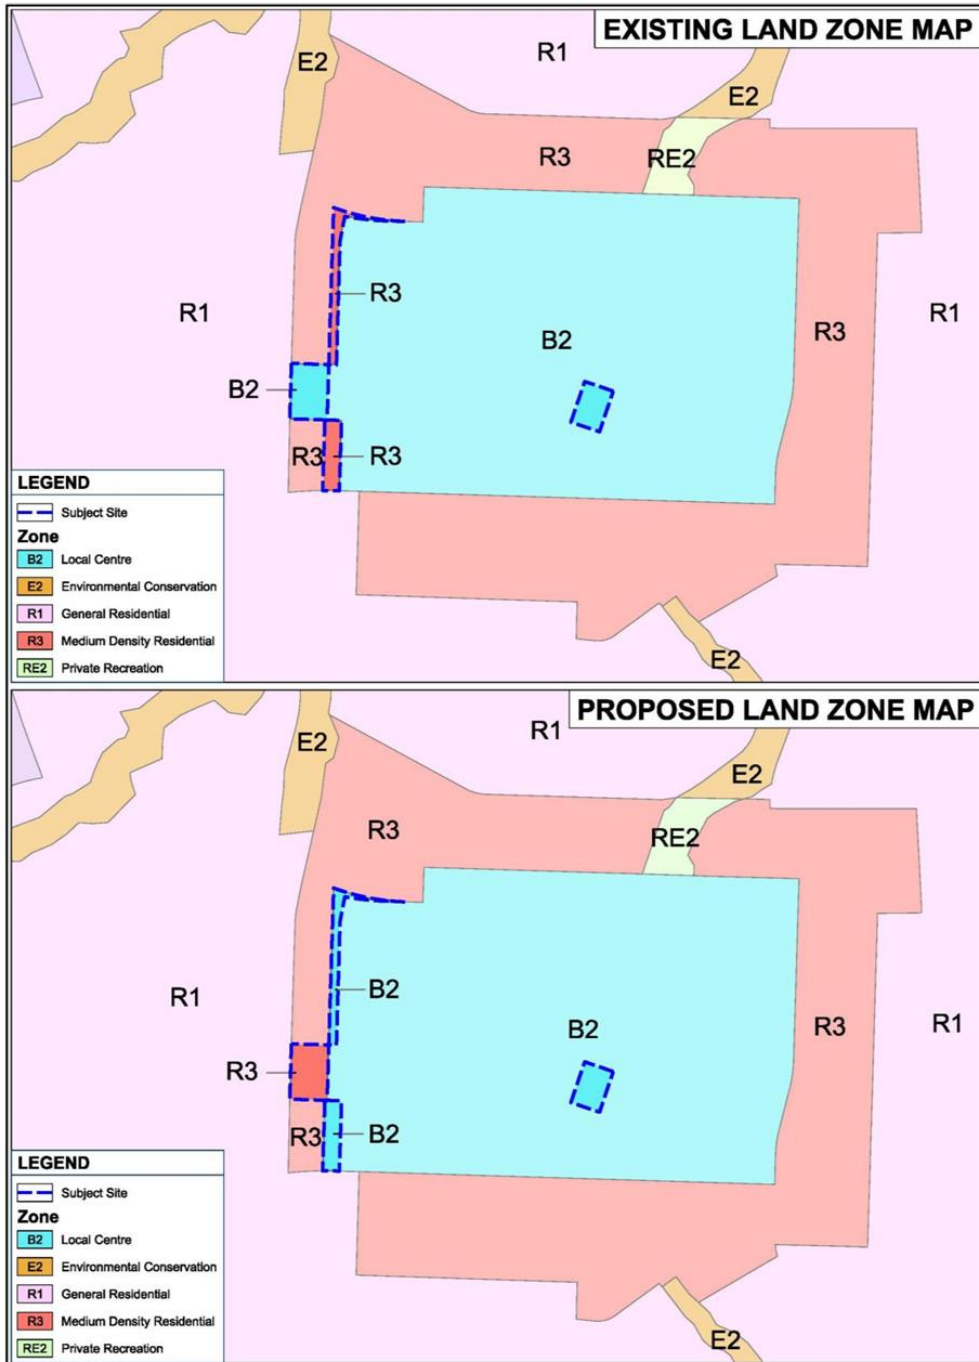 EXISTING LAND ZONE MAP
R1
E2
E2
R3
RE2
R3
R1
B2
R3
R1
B2
R3
R3
LEGEND
Subject Site
Zone
B2 Local Centre
E2 Environmental Conservation
R1 General Residential
R3 Medium Density Residential
RE2 Private Recreation
E2
PROPOSED LAND ZONE MAP
R1
E2
E2
R3
RE2
B2
R1
B2
R3
R1
R3
R3
B2
LEGEND
Subject Site
Zone
B2 Local Centre
E2 Environmental Conservation
R1 General Residential
R3 Medium Density Residential
RE2 Private Recreation
E2